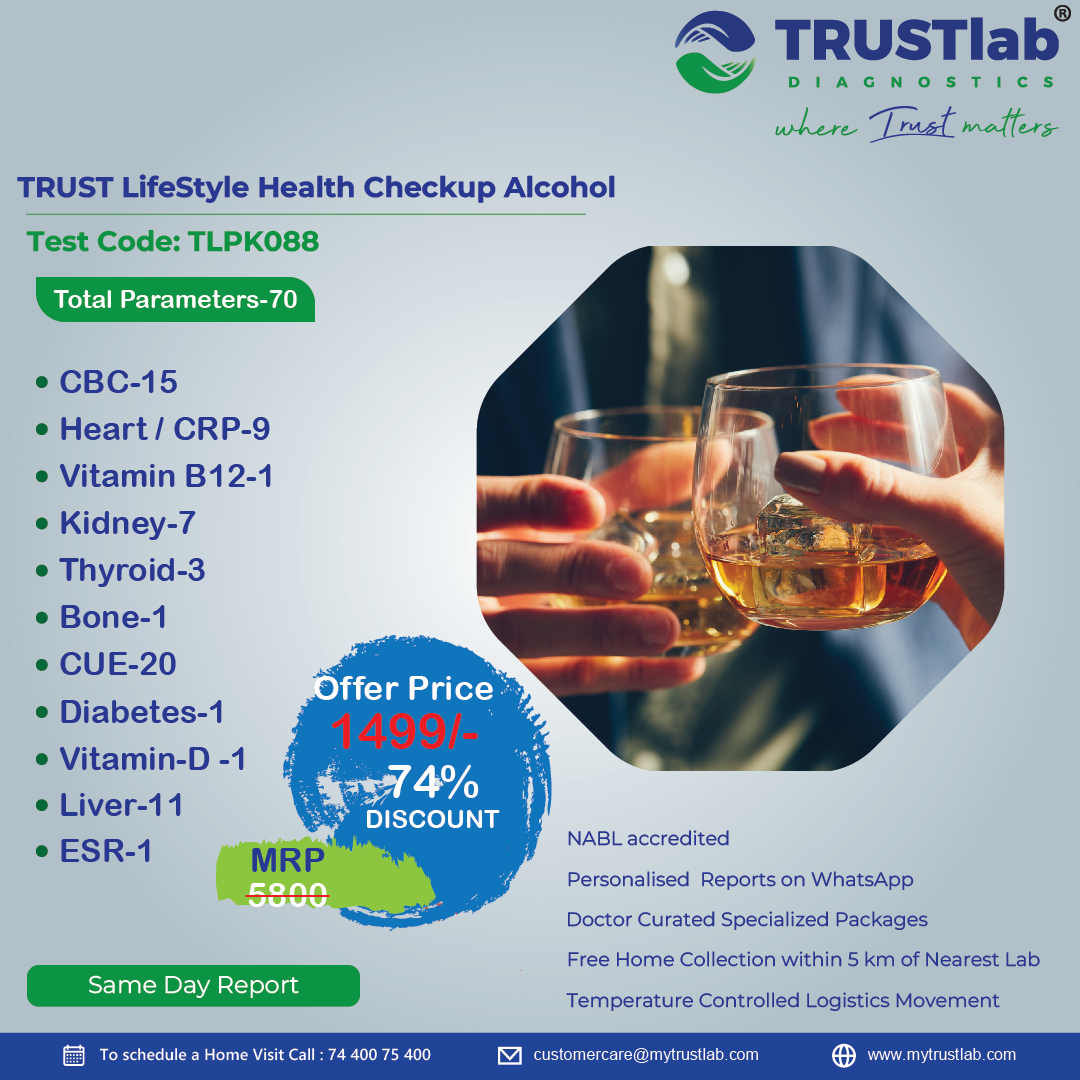 TRUSTlab®
DIAGNOSTICS
where Trust matters
TRUST LifeStyle Health Checkup Alcohol
Test Code: TLPK088
Total Parameters-70
• CBC-15
• Heart / CRP-9
• Vitamin B12-1
• Kidney-7
• Thyroid-3
• Bone-1
• CUE-20
• Diabetes-1
• Vitamin-D -1
• Liver-11
• ESR-1
Offer Price
1499/-
74%
DISCOUNT
MRP
5800
NABL accredited
Personalised Reports on WhatsApp
Doctor Curated Specialized Packages
Free Home Collection within 5 km of Nearest Lab
Temperature Controlled Logistics Movement
Same Day Report
To schedule a Home Visit Call : 74 400 75 400
customercare@mytrustlab.com
www.mytrustlab.com